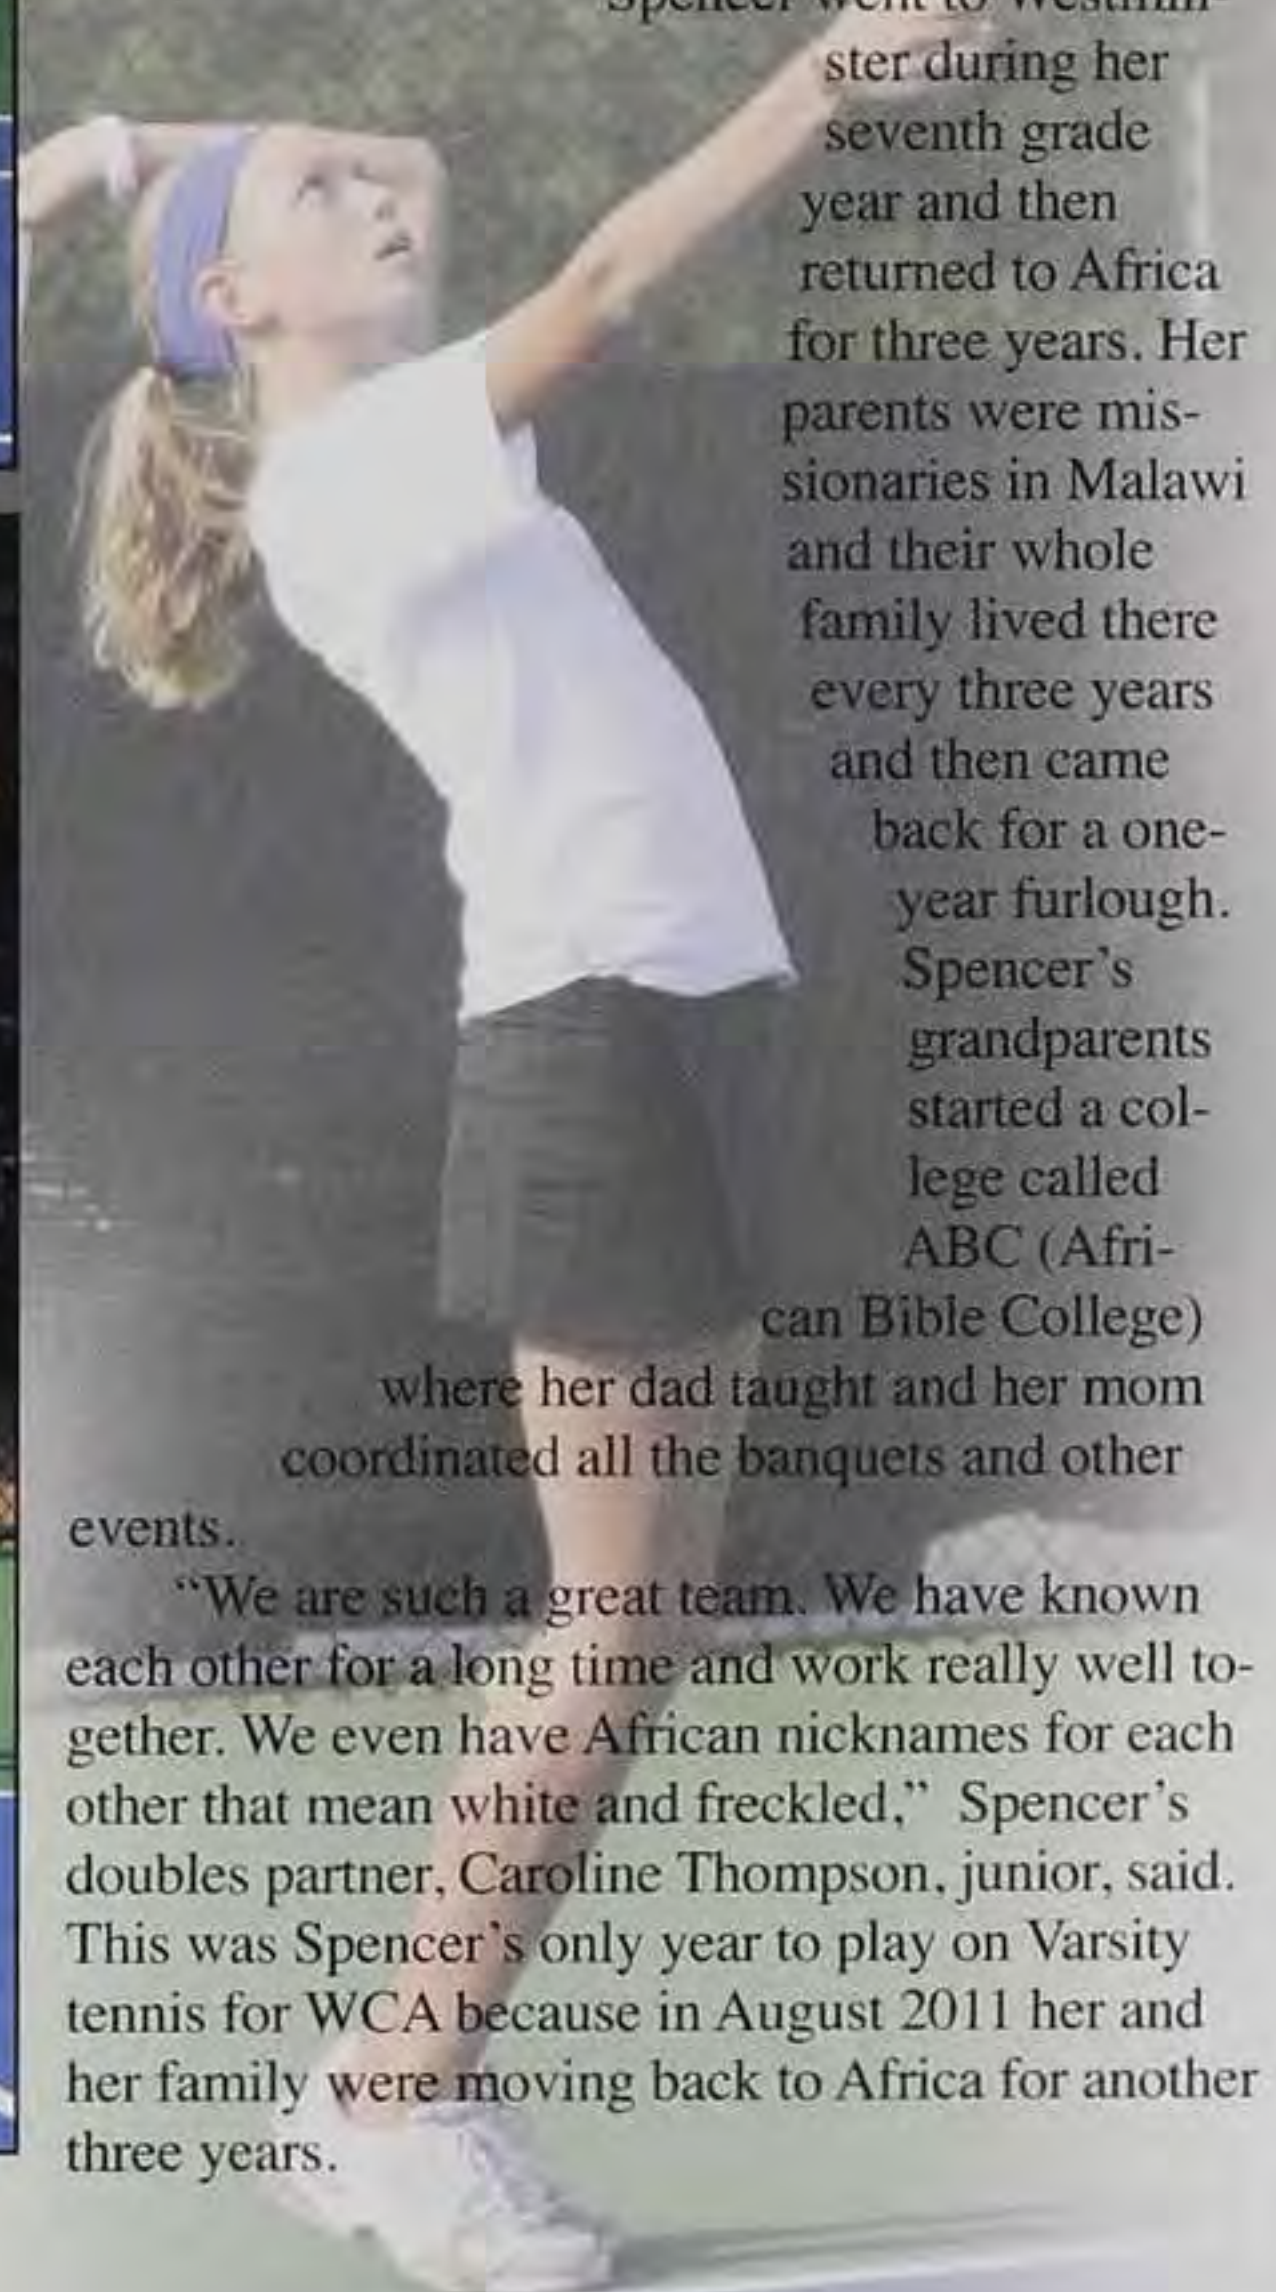 Spencer went to Westmin-
ster during her
seventh grade
year and then
returned to Africa
for three years. Her
parents were mis-
sionaries in Malawi
and their whole
family lived there
every three years
and then came
back for a one-
year furlough.
Spencer's
grandparents
started a col-
lege called
ABC (Afri-
can Bible College)
where her dad taught and her mom
coordinated all the banquets and other
events.
“We are such a great team. We have known
each other for a long time and work really well to-
gether. We even have African nicknames for each
other that mean white and freckled,” Spencer's
doubles partner, Caroline Thompson, junior, said.
This was Spencer's only year to play on Varsity
tennis for WCA because in August 2011 her and
her family were moving back to Africa for another
three years.